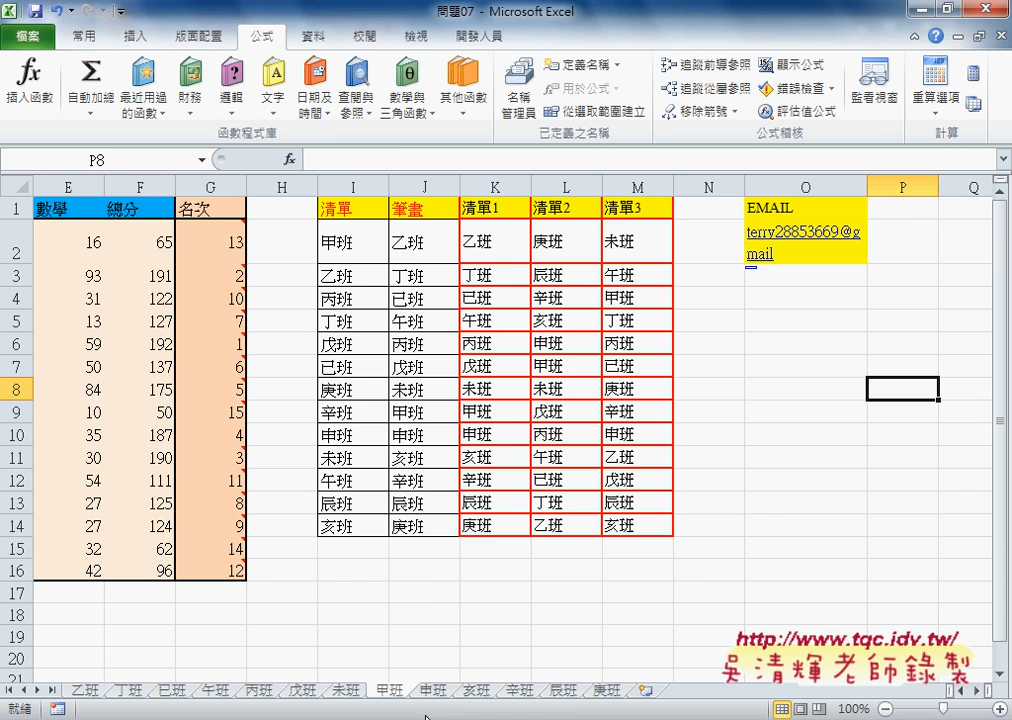 問題07 - Microsoft Excel
檔案 常用 插入 版面配置 公式 資料 校閱 檢視 開發人員
插入函數 自動加總 最近用過的函數 財務 邏輯 文字 日期及時間 查閱與參照 數學與三角函數 其他函數 名稱管理員 定義名稱 用於公式 從選取範圍建立 追蹤前導參照 追蹤從屬參照 移除箭號 顯示公式 錯誤檢查 評估值公式 監看視窗 重算選項
函數程式庫 已定義之名稱 公式稽核 計算
P8 fx
E F G H I J K L M N O P Q
1 數學 總分 名次 清單 筆畫 清單1 清單2 清單3 EMAIL
2 16 65 13 甲班 乙班 乙班 庚班 未班 terry28853669@g
mail
3 93 191 2 乙班 丁班 丁班 辰班 午班
4 31 122 10 丙班 已班 已班 辛班 甲班
5 13 127 7 丁班 午班 午班 亥班 丁班
6 59 192 1 戊班 丙班 丙班 申班 丙班
7 50 137 6 已班 戊班 戊班 甲班 已班
8 84 175 5 庚班 未班 未班 未班 庚班
9 10 50 15 辛班 甲班 甲班 戊班 辛班
10 35 187 4 申班 申班 申班 丙班 申班
11 30 190 3 未班 亥班 亥班 午班 乙班
12 54 111 11 午班 辛班 辛班 已班 戊班
13 27 125 8 辰班 辰班 辰班 丁班 辰班
14 27 124 9 亥班 庚班 庚班 乙班 亥班
15 32 62 14
16 42 96 12
17
18
19
20
21
http://www.tqc.idv.tw/
吳清輝老師錄製
乙班 丁班 已班 午班 丙班 戊班 未班 甲班 申班 亥班 辛班 辰班 庚班
就緒 100%